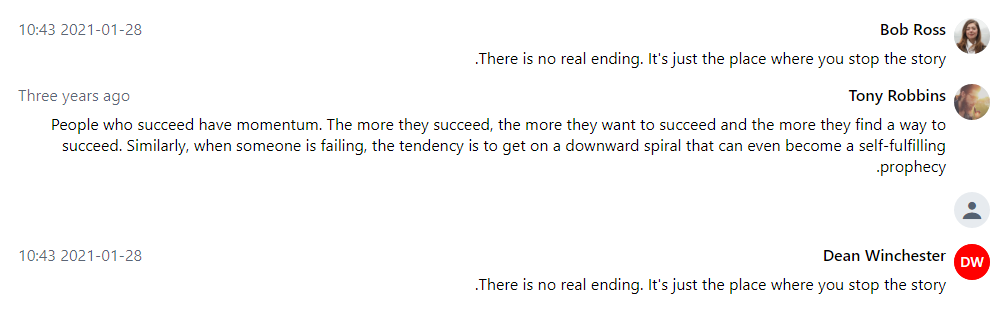 Bob Ross
10:43 2021-01-28
.There is no real ending. It's just the place where you stop the story
Tony Robbins
Three years ago
People who succeed have momentum. The more they succeed, the more they want to succeed and the more they find a way to
succeed. Similarly, when someone is failing, the tendency is to get on a downward spiral that can even become a self-fulfilling
.prophecy
DW
Dean Winchester
10:43 2021-01-28
.There is no real ending. It's just the place where you stop the story